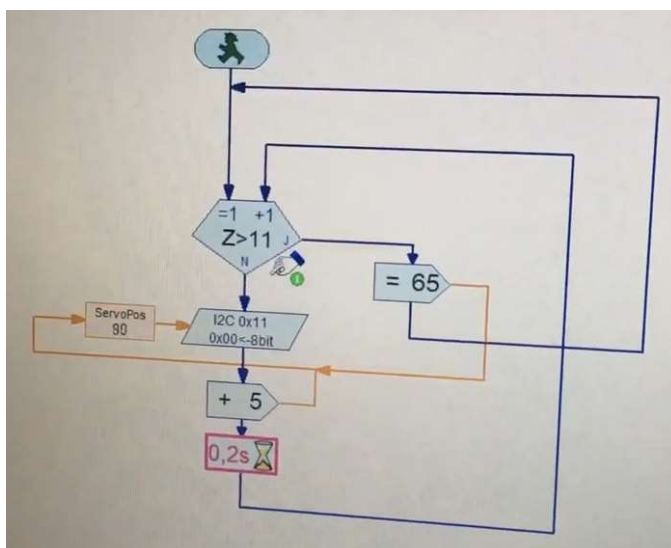 =1 +1
Z>11 J
N
= 65
ServoPos
90
I2C 0x11
0x00<-8bit
+ 5
0,2s